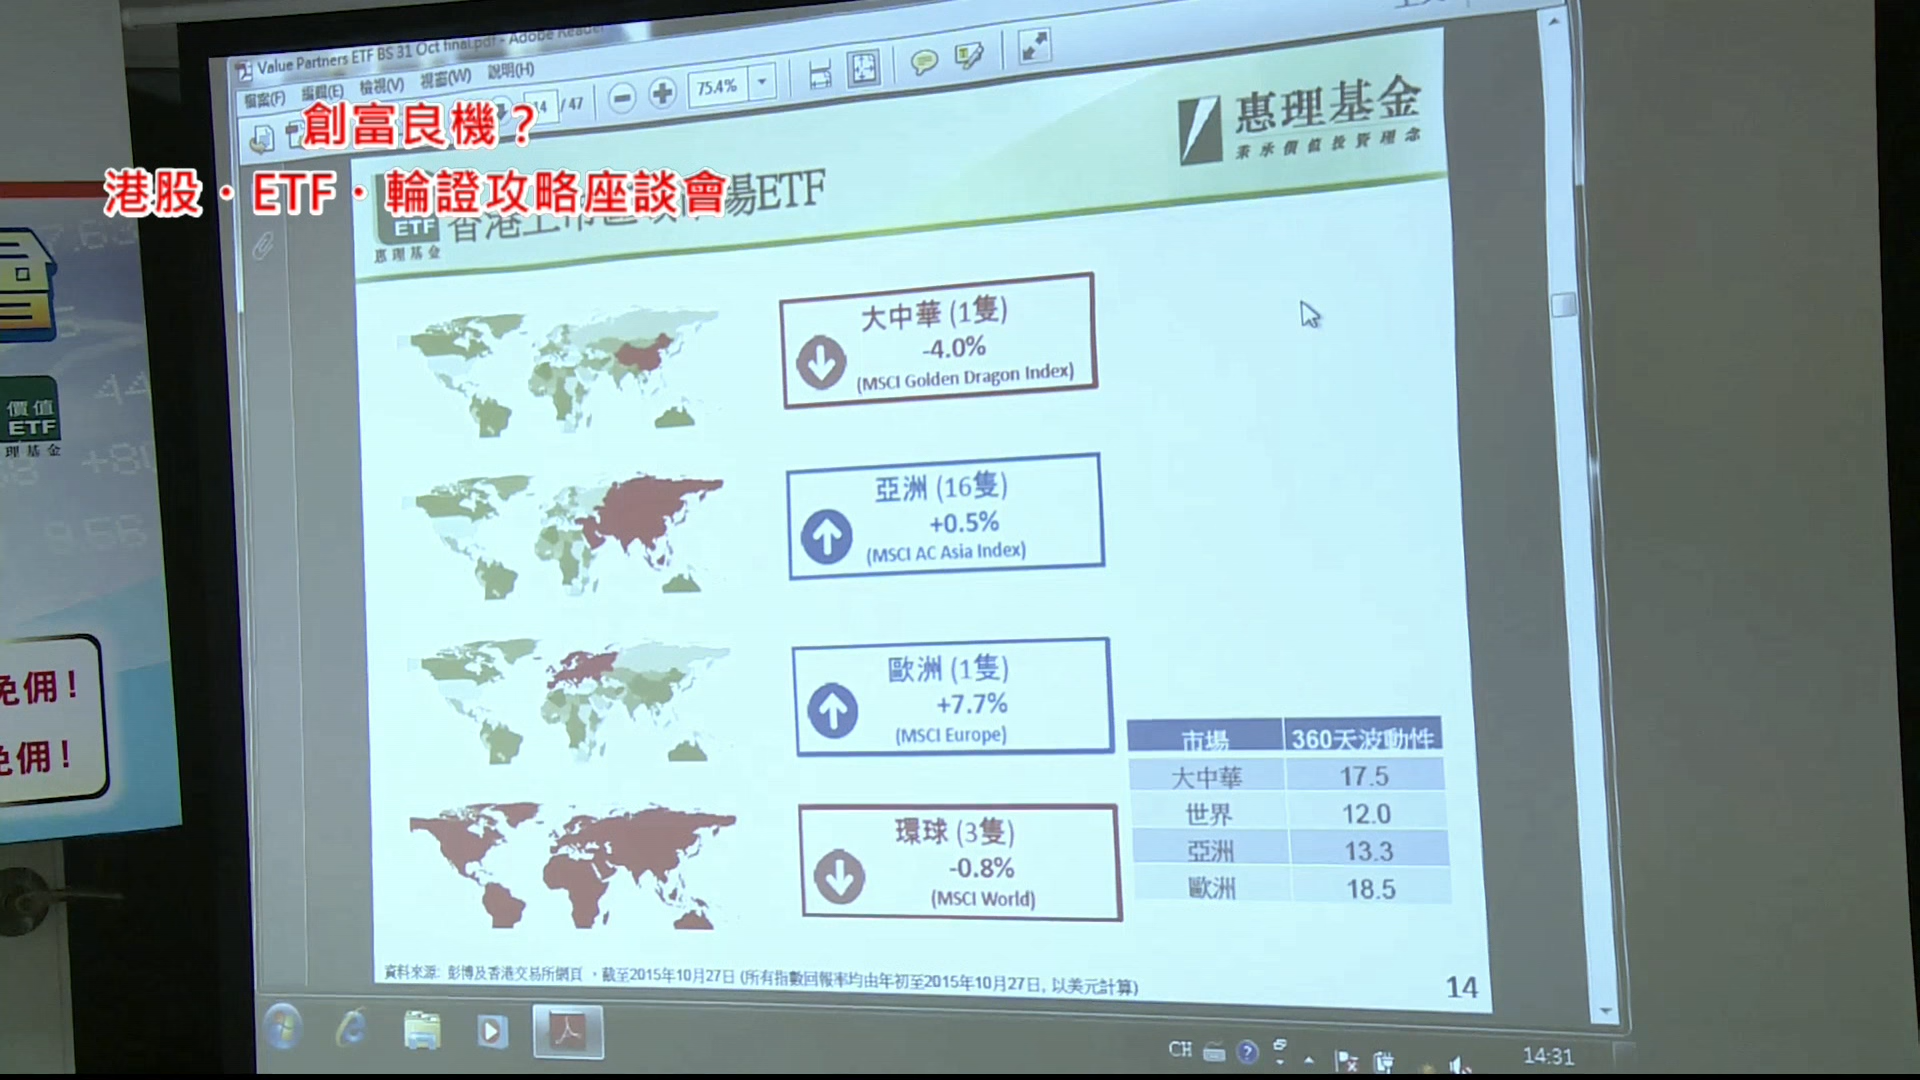 Value Partners ETF BS 31 Oct final.pdf - Adobe Reader
檔案(F) 編輯(E) 檢視(V) 視窗(W) 說明(H)
14 / 47 75.4%
創富良機？
港股．ETF．輪證攻略座談會
惠理基金
秉承價值投資理念
ETF
惠理基金
場ETF
大中華 (1隻)
-4.0%
(MSCI Golden Dragon Index)
亞洲 (16隻)
+0.5%
(MSCI AC Asia Index)
歐洲 (1隻)
+7.7%
(MSCI Europe)
環球 (3隻)
-0.8%
(MSCI World)
市場 360天波動性
大中華 17.5
世界 12.0
亞洲 13.3
歐洲 18.5
資料來源: 彭博及香港交易所網頁，截至2015年10月27日 (所有指數回報率均由年初至2015年10月27日, 以美元計算)
14
CH
14:31
價值
ETF
理基金
免佣！
免佣！